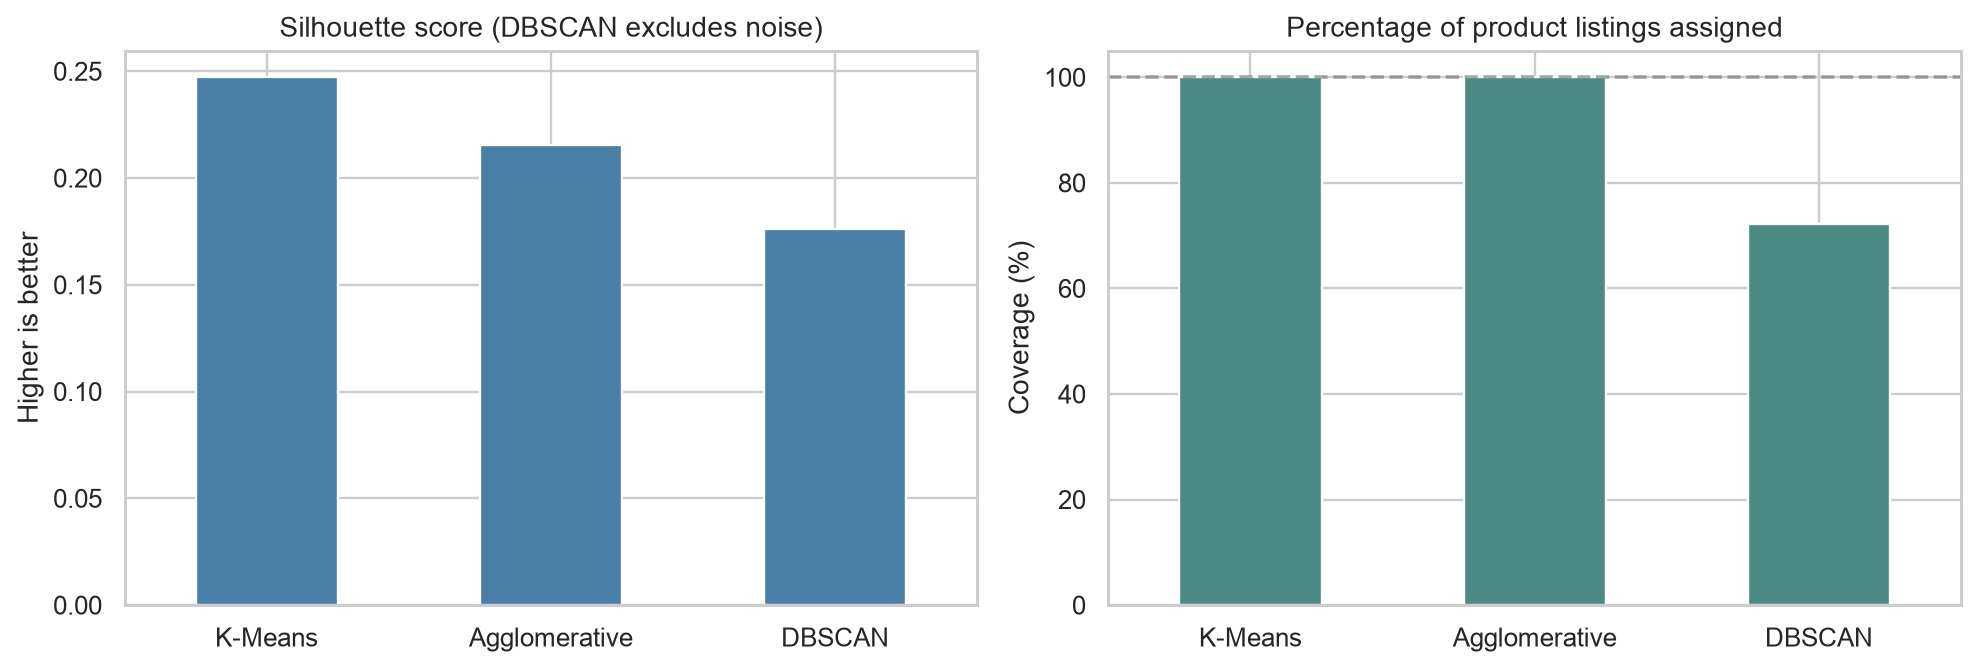 Silhouette score (DBSCAN excludes noise)
Higher is better
0.25
0.20
0.15
0.10
0.05
0.00
K-Means
Agglomerative
DBSCAN
Percentage of product listings assigned
Coverage (%)
100
80
60
40
20
0
K-Means
Agglomerative
DBSCAN